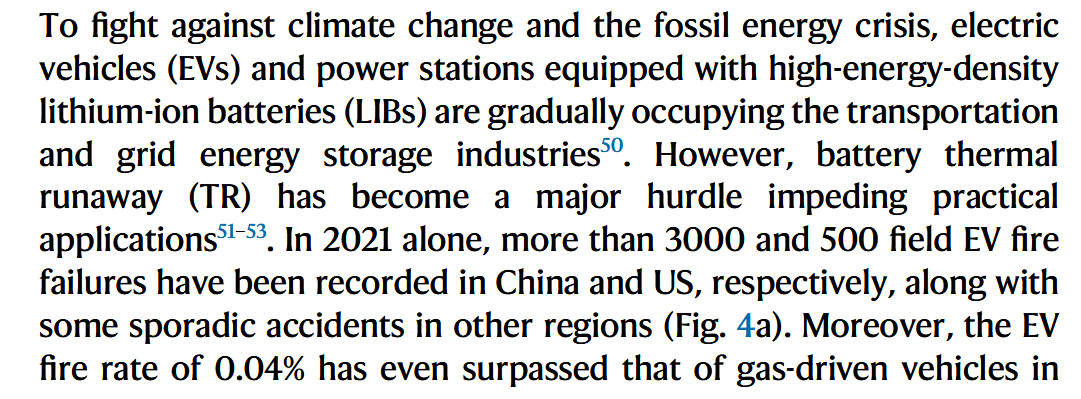 To fight against climate change and the fossil energy crisis, electric
vehicles (EVs) and power stations equipped with high-energy-density
lithium-ion batteries (LIBs) are gradually occupying the transportation
and grid energy storage industries50. However, battery thermal
runaway (TR) has become a major hurdle impeding practical
applications51–53. In 2021 alone, more than 3000 and 500 field EV fire
failures have been recorded in China and US, respectively, along with
some sporadic accidents in other regions (Fig. 4a). Moreover, the EV
fire rate of 0.04% has even surpassed that of gas-driven vehicles in